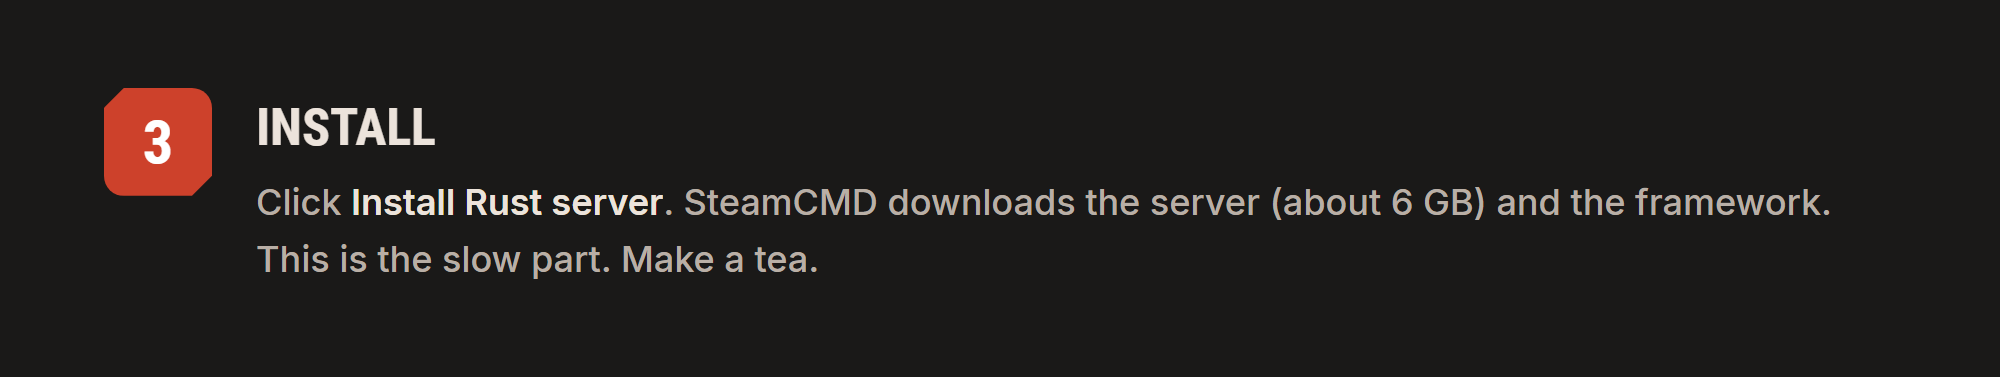 3
INSTALL
Click Install Rust server. SteamCMD downloads the server (about 6 GB) and the framework.
This is the slow part. Make a tea.